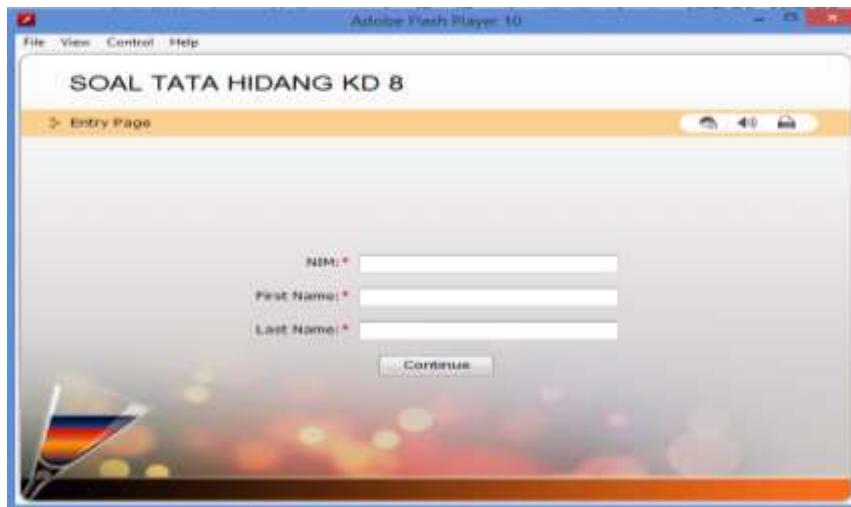 Adobe Flash Player 10
File View Control Help
SOAL TATA HIDANG KD 8
Entry Page
NIM:*
First Name:*
Last Name:*
Continue